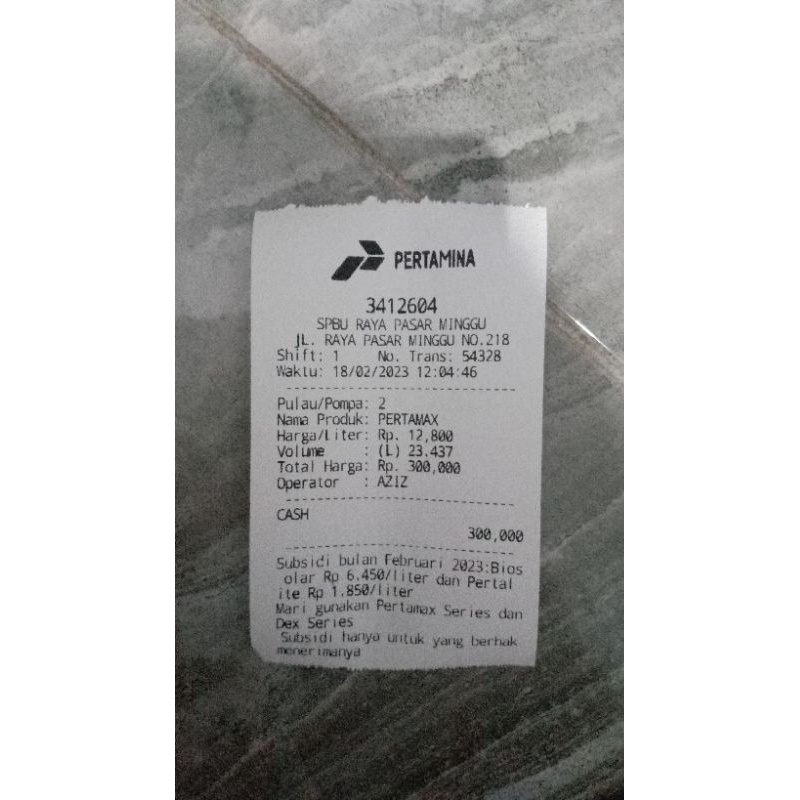 PERTAMINA
3412604
SPBU RAYA PASAR MINGGU
JL. RAYA PASAR MINGGU NO.218
Shift: 1 No. Trans: 54328
Waktu: 18/02/2023 12:04:46
Pulau/Pompa: 2
Nama Produk: PERTAMAX
Harga/Liter: Rp. 12,800
Volume : (L) 23.437
Total Harga: Rp. 300,000
Operator : AZIZ
CASH
300,000
Subsidi bulan Februari 2023:Bios
olar Rp 6.450/liter dan Pertal
ite Rp 1.850/liter
Mari gunakan Pertamax Series dan
Dex Series
Subsidi hanya untuk yang berhak
menerimanya